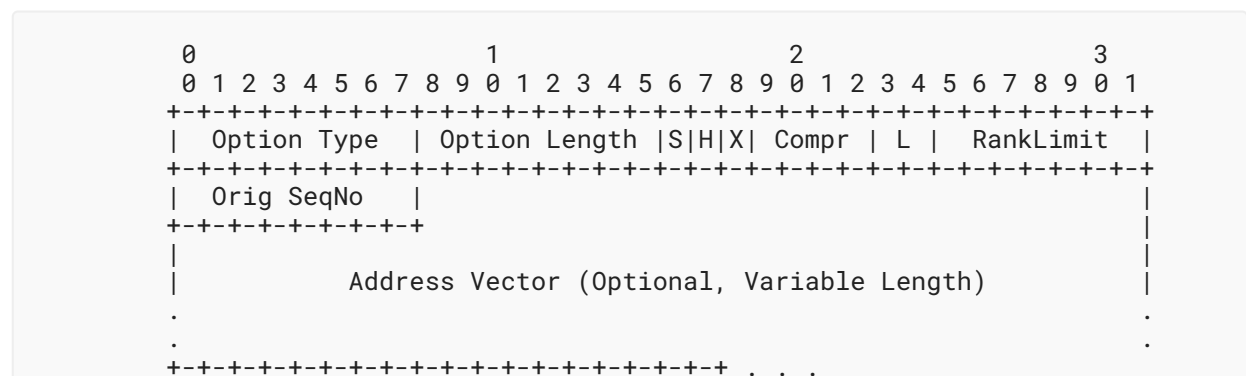 0                   1                   2                   3
 0 1 2 3 4 5 6 7 8 9 0 1 2 3 4 5 6 7 8 9 0 1 2 3 4 5 6 7 8 9 0 1
+-+-+-+-+-+-+-+-+-+-+-+-+-+-+-+-+-+-+-+-+-+-+-+-+-+-+-+-+-+-+-+-+
|  Option Type  | Option Length |S|H|X| Compr | L |  RankLimit  |
+-+-+-+-+-+-+-+-+-+-+-+-+-+-+-+-+-+-+-+-+-+-+-+-+-+-+-+-+-+-+-+-+
|  Orig SeqNo   |                                               |
+-+-+-+-+-+-+-+-+                                               |
|                                                               |
|           Address Vector (Optional, Variable Length)          |
.                                                               .
.                                                               .
+-+-+-+-+-+-+-+-+-+-+-+-+-+-+-+-+-+-+ . . .